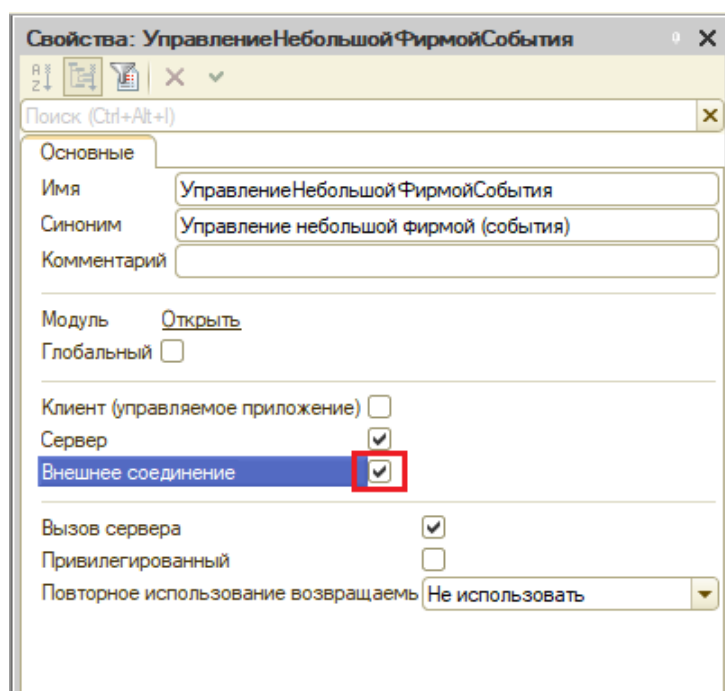 Свойства: УправлениеНебольшойФирмойСобытия
Поиск (Ctrl+Alt+I)
Основные
Имя УправлениеНебольшойФирмойСобытия
Синоним Управление небольшой фирмой (события)
Комментарий
Модуль Открыть
Глобальный
Клиент (управляемое приложение)
Сервер
Внешнее соединение
Вызов сервера
Привилегированный
Повторное использование возвращаемь Не использовать